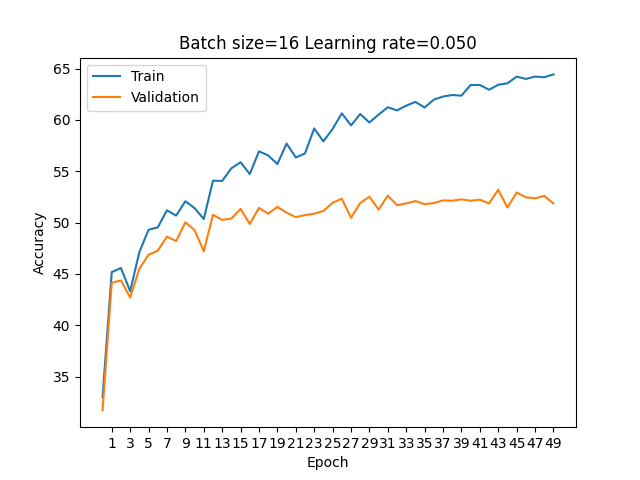 Batch size=16 Learning rate=0.050
Train
Validation
65
60
55
50
45
40
35
Accuracy
1 3 5 7 9 11 13 15 17 19 21 23 25 27 29 31 33 35 37 39 41 43 45 47 49
Epoch